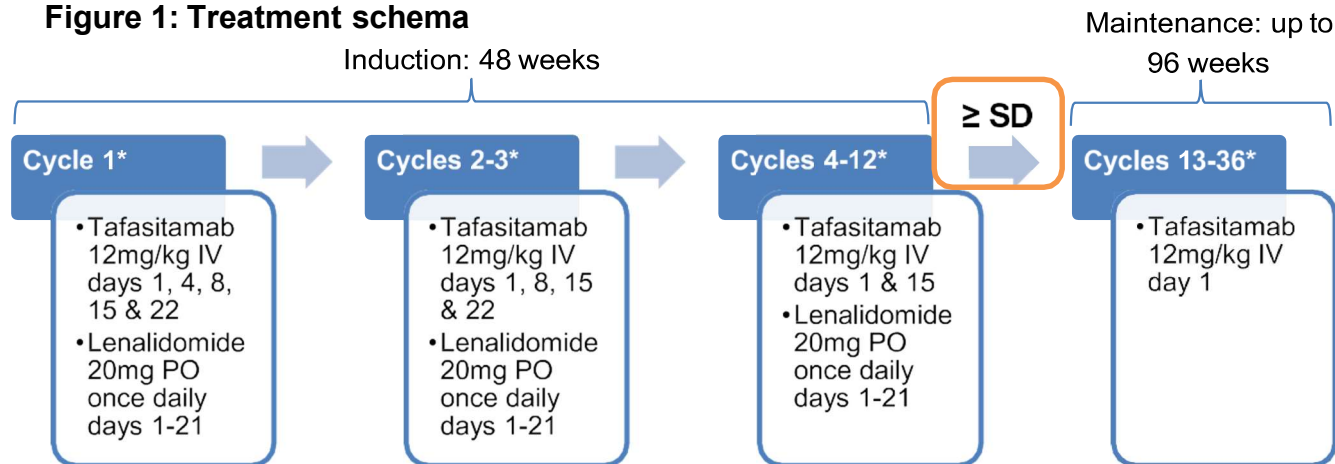 Figure 1: Treatment schema
Induction: 48 weeks
Maintenance: up to
96 weeks
≥ SD
Cycle 1*
•Tafasitamab
12mg/kg IV
days 1, 4, 8,
15 & 22
•Lenalidomide
20mg PO
once daily
days 1-21
Cycles 2-3*
•Tafasitamab
12mg/kg IV
days 1, 8, 15
& 22
•Lenalidomide
20mg PO
once daily
days 1-21
Cycles 4-12*
•Tafasitamab
12mg/kg IV
days 1 & 15
•Lenalidomide
20mg PO
once daily
days 1-21
Cycles 13-36*
•Tafasitamab
12mg/kg IV
day 1